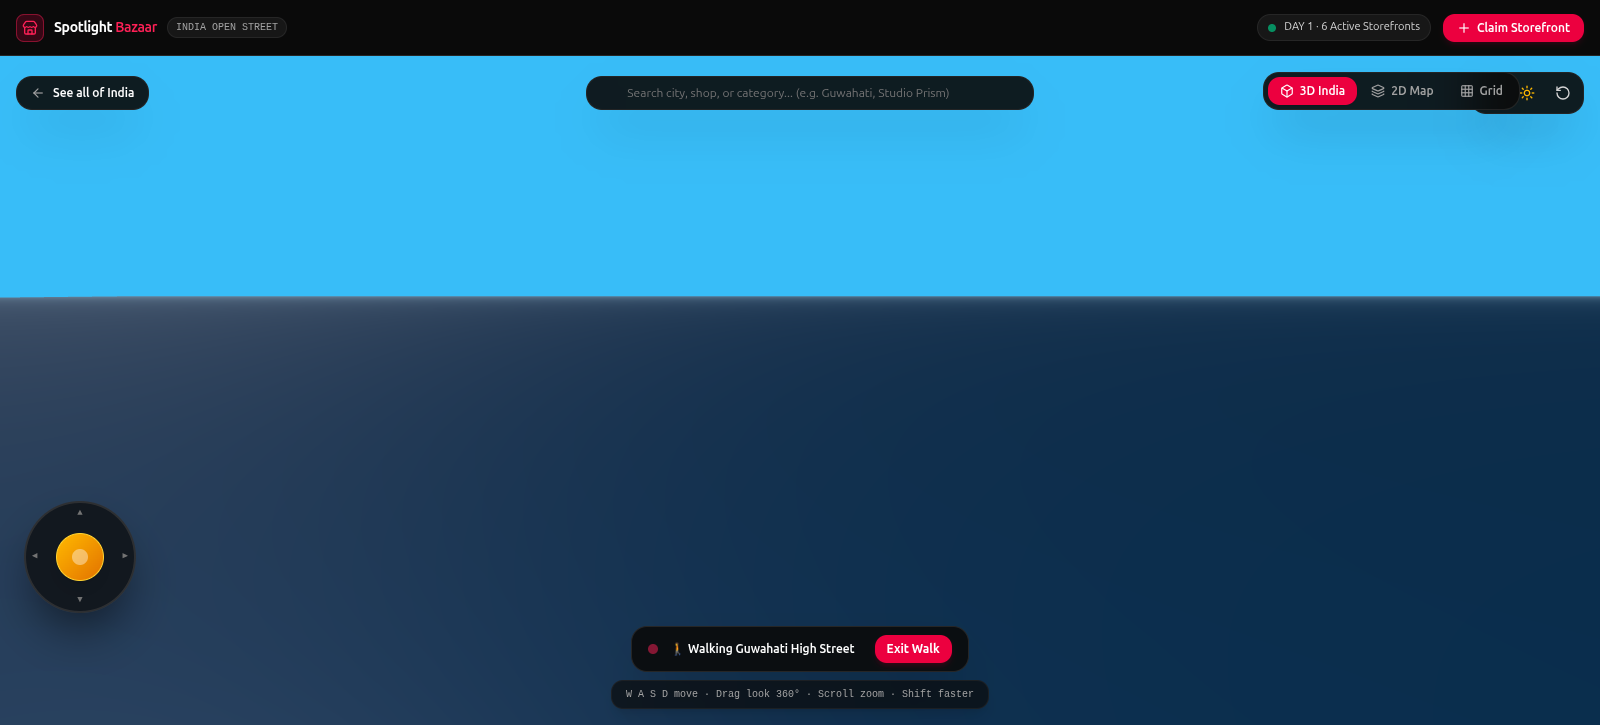 Spotlight Bazaar
INDIA OPEN STREET
DAY 1 · 6 Active Storefronts
Claim Storefront
See all of India
Search city, shop, or category... (e.g. Guwahati, Studio Prism)
3D India
2D Map
Grid
Walking Guwahati High Street
Exit Walk
W A S D move · Drag look 360° · Scroll zoom · Shift faster